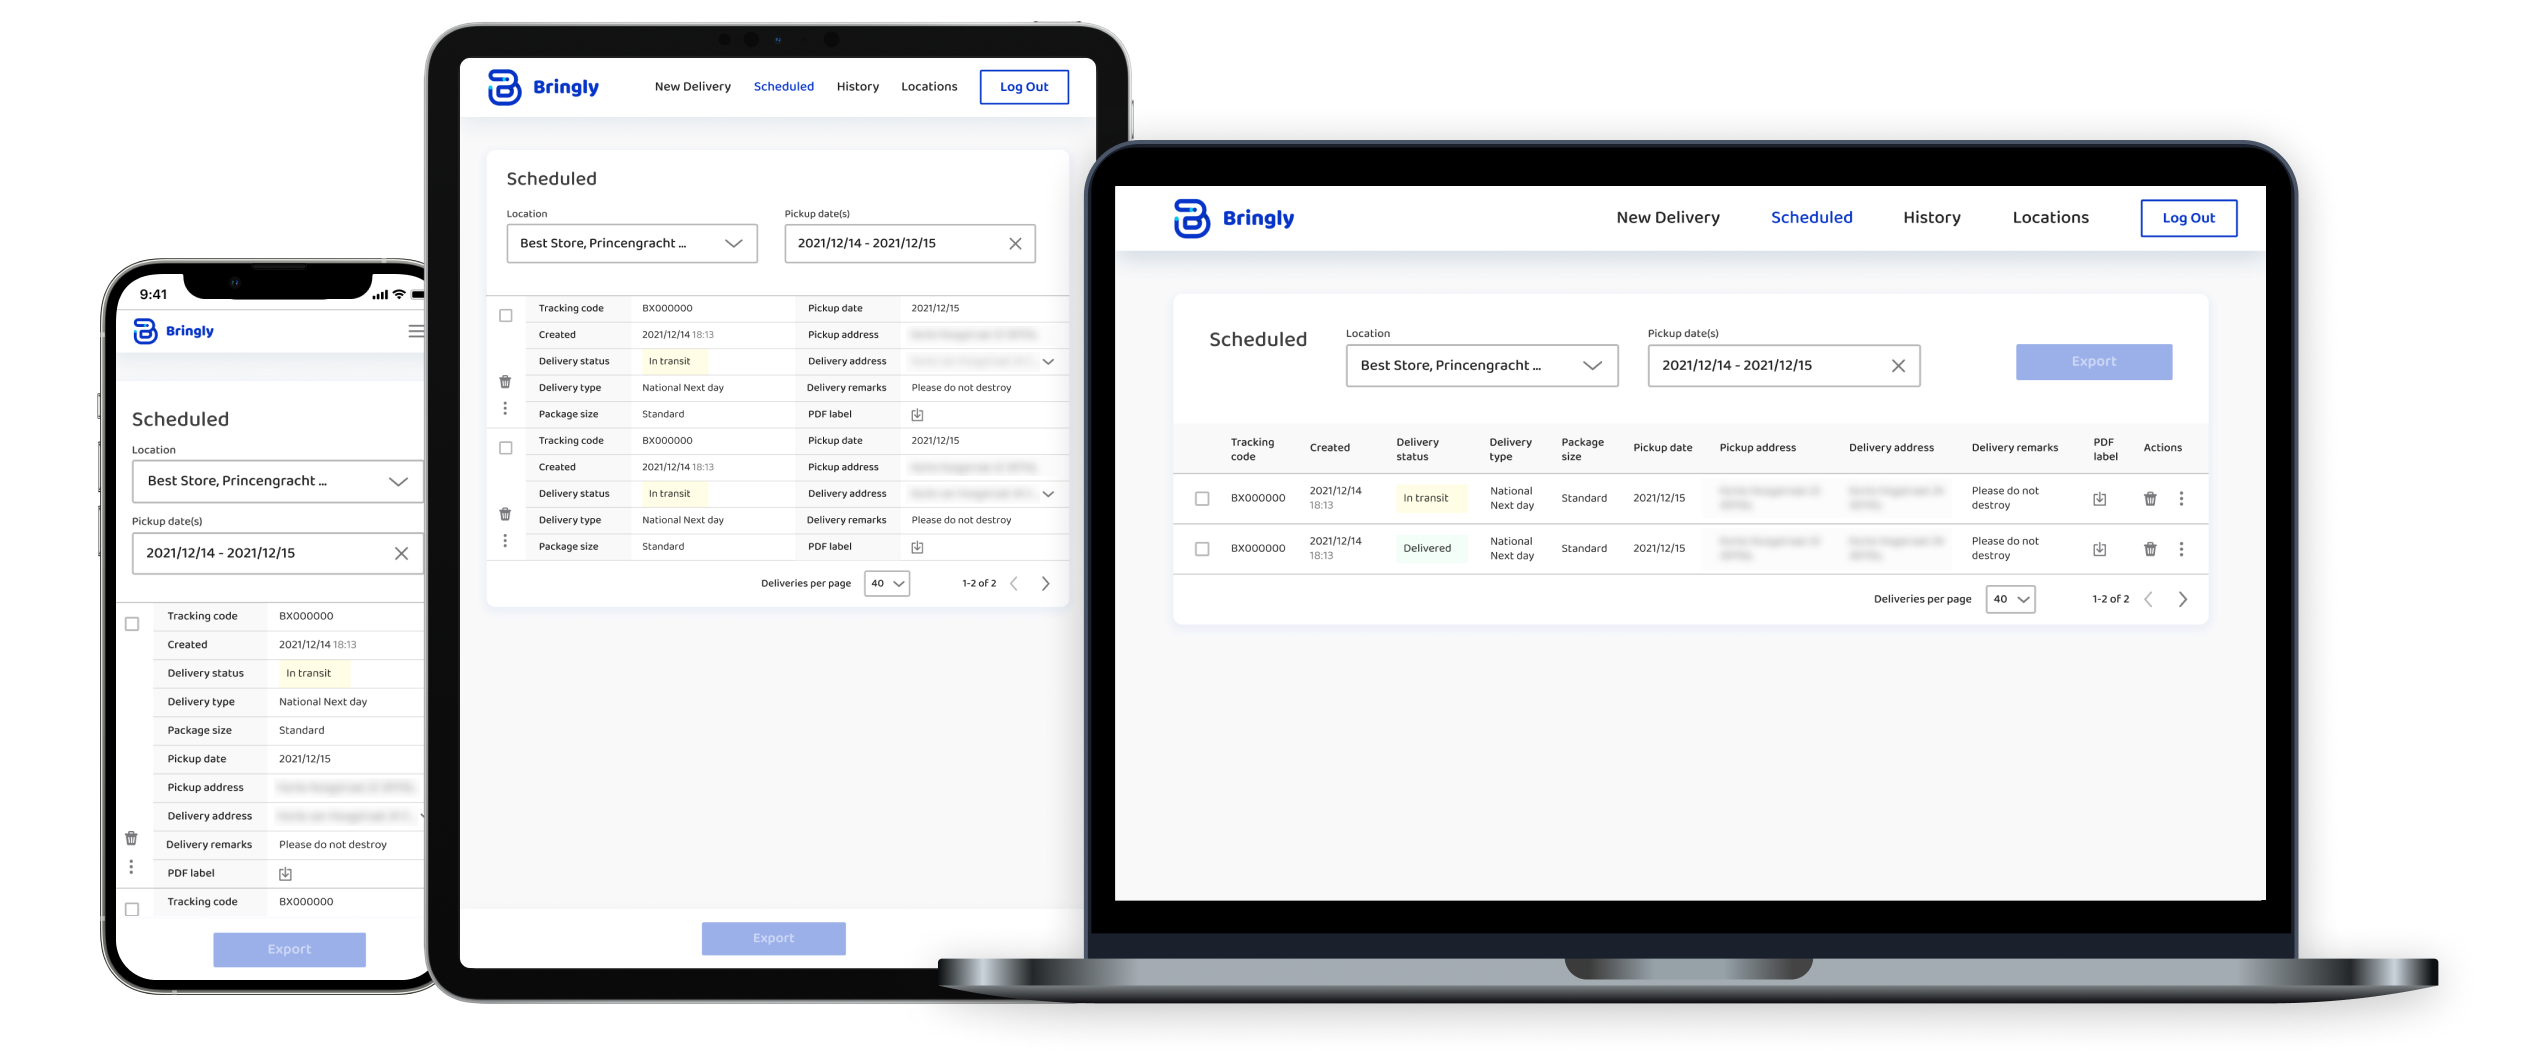 9:41
Bringly
Scheduled
Location
Best Store, Princengracht ...
Pickup date(s)
2021/12/14 - 2021/12/15
Tracking code BX000000
Created 2021/12/14 18:13
Delivery status In transit
Delivery type National Next day
Package size Standard
Pickup date 2021/12/15
Pickup address
Delivery address
Delivery remarks Please do not destroy
PDF label
Tracking code BX000000
Export
Bringly New Delivery Scheduled History Locations Log Out
Scheduled
Location Pickup date(s)
Best Store, Princengracht ... 2021/12/14 - 2021/12/15
Tracking code BX000000 Pickup date 2021/12/15
Created 2021/12/14 18:13 Pickup address
Delivery status In transit Delivery address
Delivery type National Next day Delivery remarks Please do not destroy
Package size Standard PDF label
Tracking code BX000000 Pickup date 2021/12/15
Created 2021/12/14 18:13 Pickup address
Delivery status In transit Delivery address
Delivery type National Next day Delivery remarks Please do not destroy
Package size Standard PDF label
Deliveries per page 40 1-2 of 2
Export
Bringly New Delivery Scheduled History Locations Log Out
Scheduled
Location Pickup date(s)
Best Store, Princengracht ... 2021/12/14 - 2021/12/15 Export
Tracking code Created Delivery status Delivery type Package size Pickup date Pickup address Delivery address Delivery remarks PDF label Actions
BX000000 2021/12/14 18:13 In transit National Next day Standard 2021/12/15 Please do not destroy
BX000000 2021/12/14 18:13 Delivered National Next day Standard 2021/12/15 Please do not destroy
Deliveries per page 40 1-2 of 2